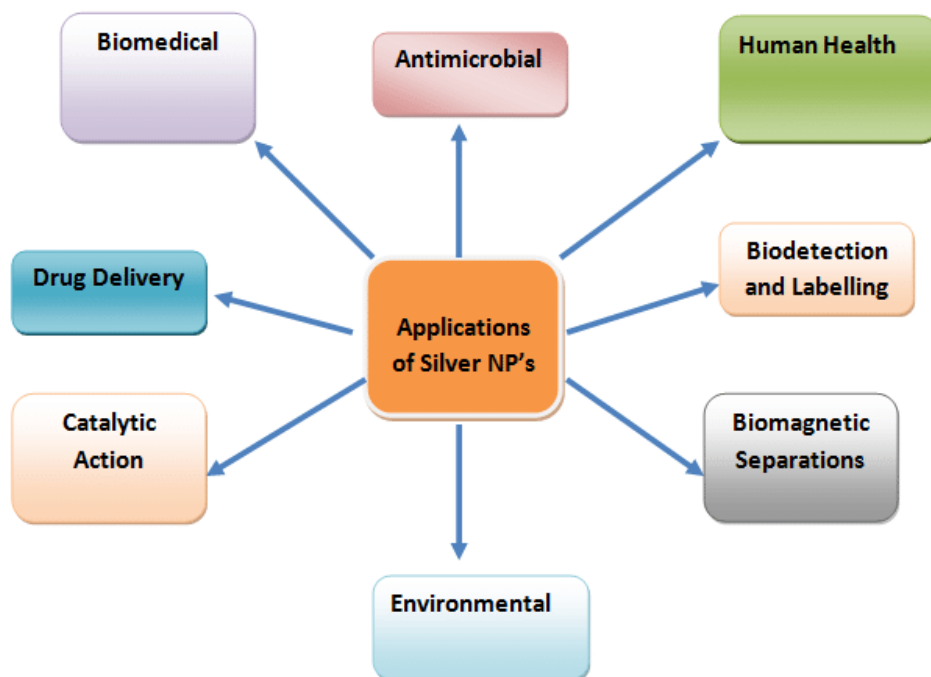 Biomedical
Antimicrobial
Human Health
Drug Delivery
Applications
of Silver NP’s
Biodetection
and Labelling
Catalytic
Action
Biomagnetic
Separations
Environmental